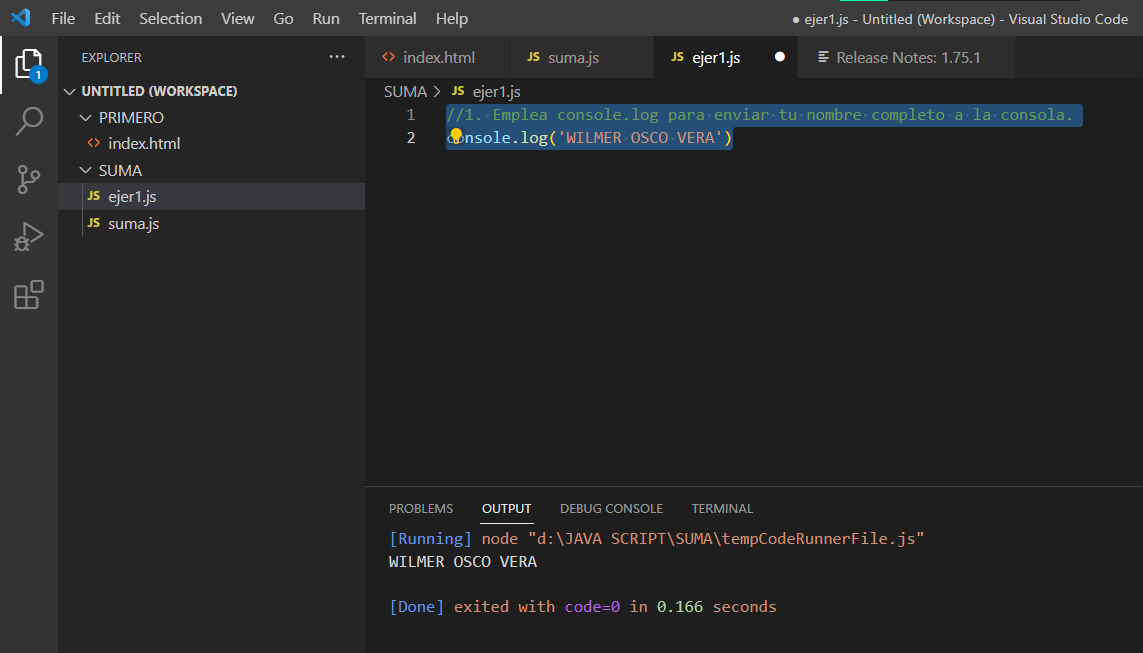 File Edit Selection View Go Run Terminal Help ● ejer1.js - Untitled (Workspace) - Visual Studio Code
EXPLORER ···
index.html JS suma.js JS ejer1.js ● Release Notes: 1.75.1
1
UNTITLED (WORKSPACE)
PRIMERO
index.html
SUMA
JS ejer1.js
JS suma.js
SUMA > JS ejer1.js
1 //1. Emplea console.log para enviar tu nombre completo a la consola.
2 console.log('WILMER OSCO VERA')
PROBLEMS OUTPUT DEBUG CONSOLE TERMINAL
[Running] node "d:\JAVA SCRIPT\SUMA\tempCodeRunnerFile.js"
WILMER OSCO VERA
[Done] exited with code=0 in 0.166 seconds